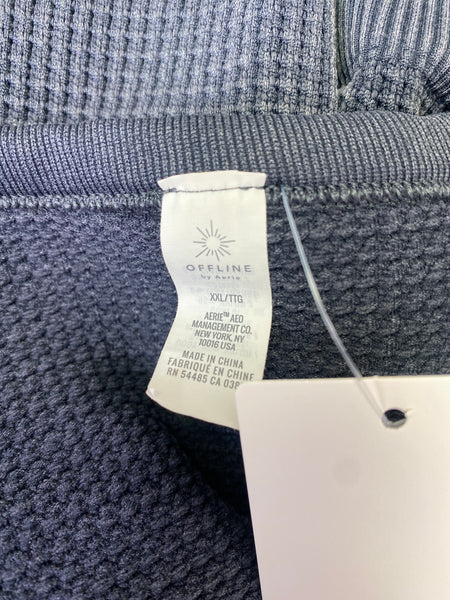 OFFLINE
by Aerie
XXL/TTG
AERIE™ AEO
MANAGEMENT CO.
NEW YORK, NY
10016 USA
MADE IN CHINA
FABRIQUÉ EN CHINE
RN 54485 CA